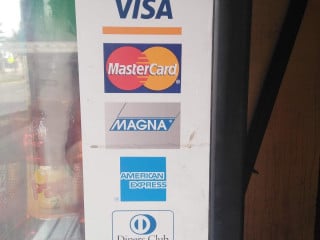 VISA
MasterCard
MAGNA
AMERICAN
EXPRESS
Diners Club